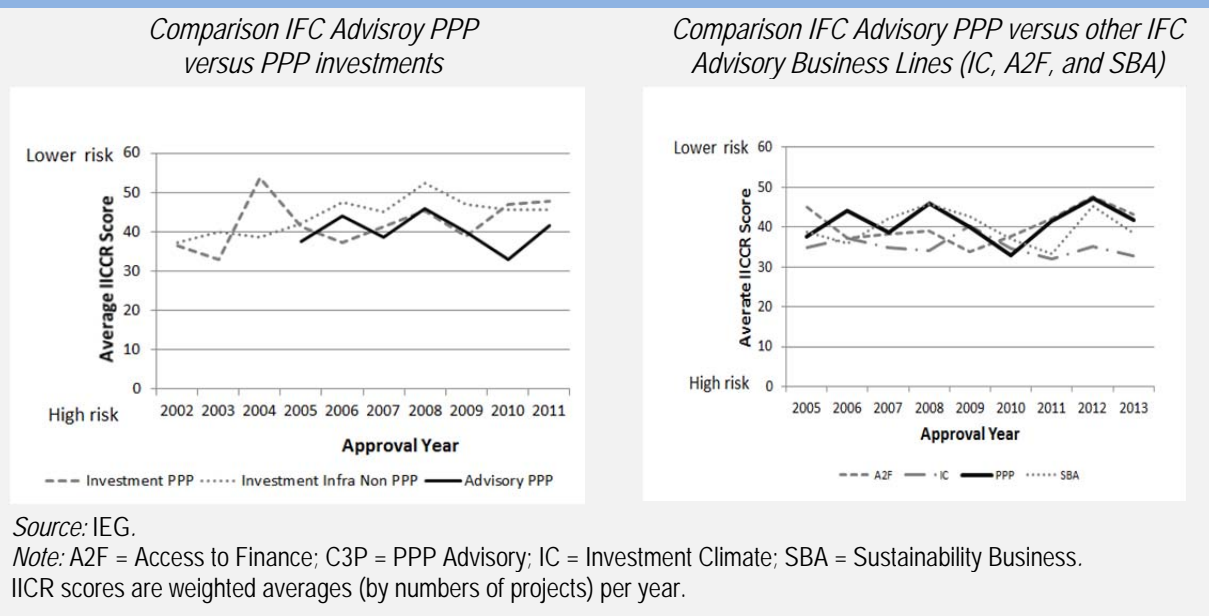 Comparison IFC Advisroy PPP
versus PPP investments
Lower risk 60
50
40
30
20
10
0
High risk
Average IICCR Score
2002 2003 2004 2005 2006 2007 2008 2009 2010 2011
Approval Year
Investment PPP Investment Infra Non PPP Advisory PPP
Comparison IFC Advisory PPP versus other IFC
Advisory Business Lines (IC, A2F, and SBA)
Lower risk 60
50
40
30
20
10
High risk 0
Averate IICCR Score
2005 2006 2007 2008 2009 2010 2011 2012 2013
Approval Year
A2F IC PPP SBA
Source: IEG.
Note: A2F = Access to Finance; C3P = PPP Advisory; IC = Investment Climate; SBA = Sustainability Business.
IICR scores are weighted averages (by numbers of projects) per year.